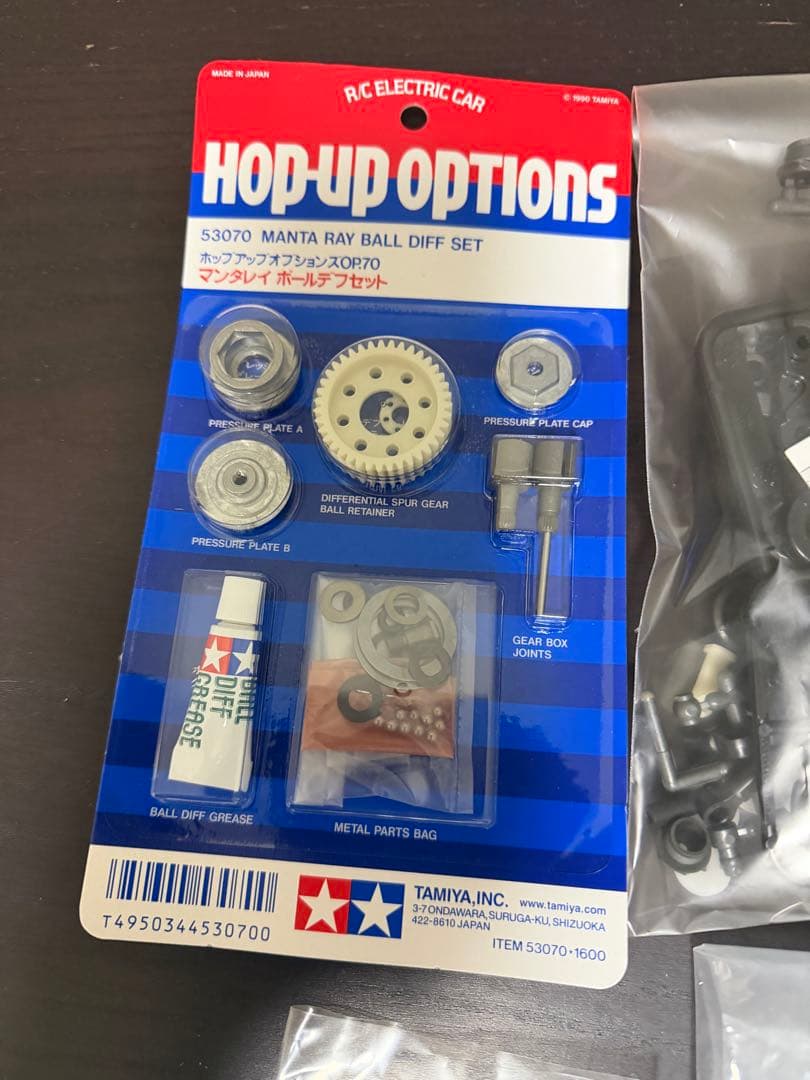 MADE IN JAPAN
R/C ELECTRIC CAR
© 1990 TAMIYA
HOP-UP OPTIONS
53070 MANTA RAY BALL DIFF SET
ホップアップオプションズOP.70
マンタレイ ボールデフセット
PRESSURE PLATE A
PRESSURE PLATE CAP
DIFFERENTIAL SPUR GEAR
BALL RETAINER
PRESSURE PLATE B
GEAR BOX
JOINTS
BALL
DIFF
GREASE
BALL DIFF GREASE
METAL PARTS BAG
T4950344530700
TAMIYA,INC. www.tamiya.com
3-7 ONDAWARA, SURUGA-KU, SHIZUOKA
422-8610 JAPAN
ITEM 53070•1600